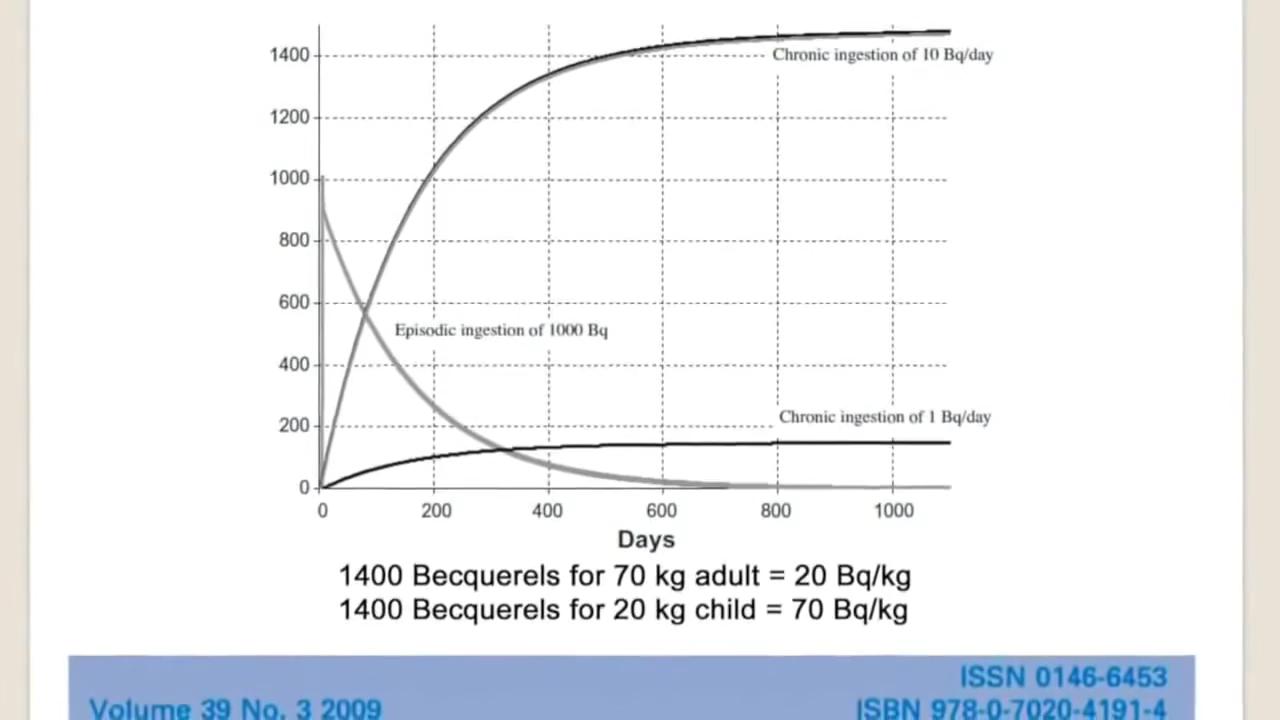 1400
Chronic ingestion of 10 Bq/day
1200
1000
800
600
Episodic ingestion of 1000 Bq
400
Chronic ingestion of 1 Bq/day
200
0
0 200 400 600 800 1000
Days
1400 Becquerels for 70 kg adult = 20 Bq/kg
1400 Becquerels for 20 kg child = 70 Bq/kg
ISSN 0146-6453
Volume 39 No. 3 2009 ISBN 978-0-7020-4191-4